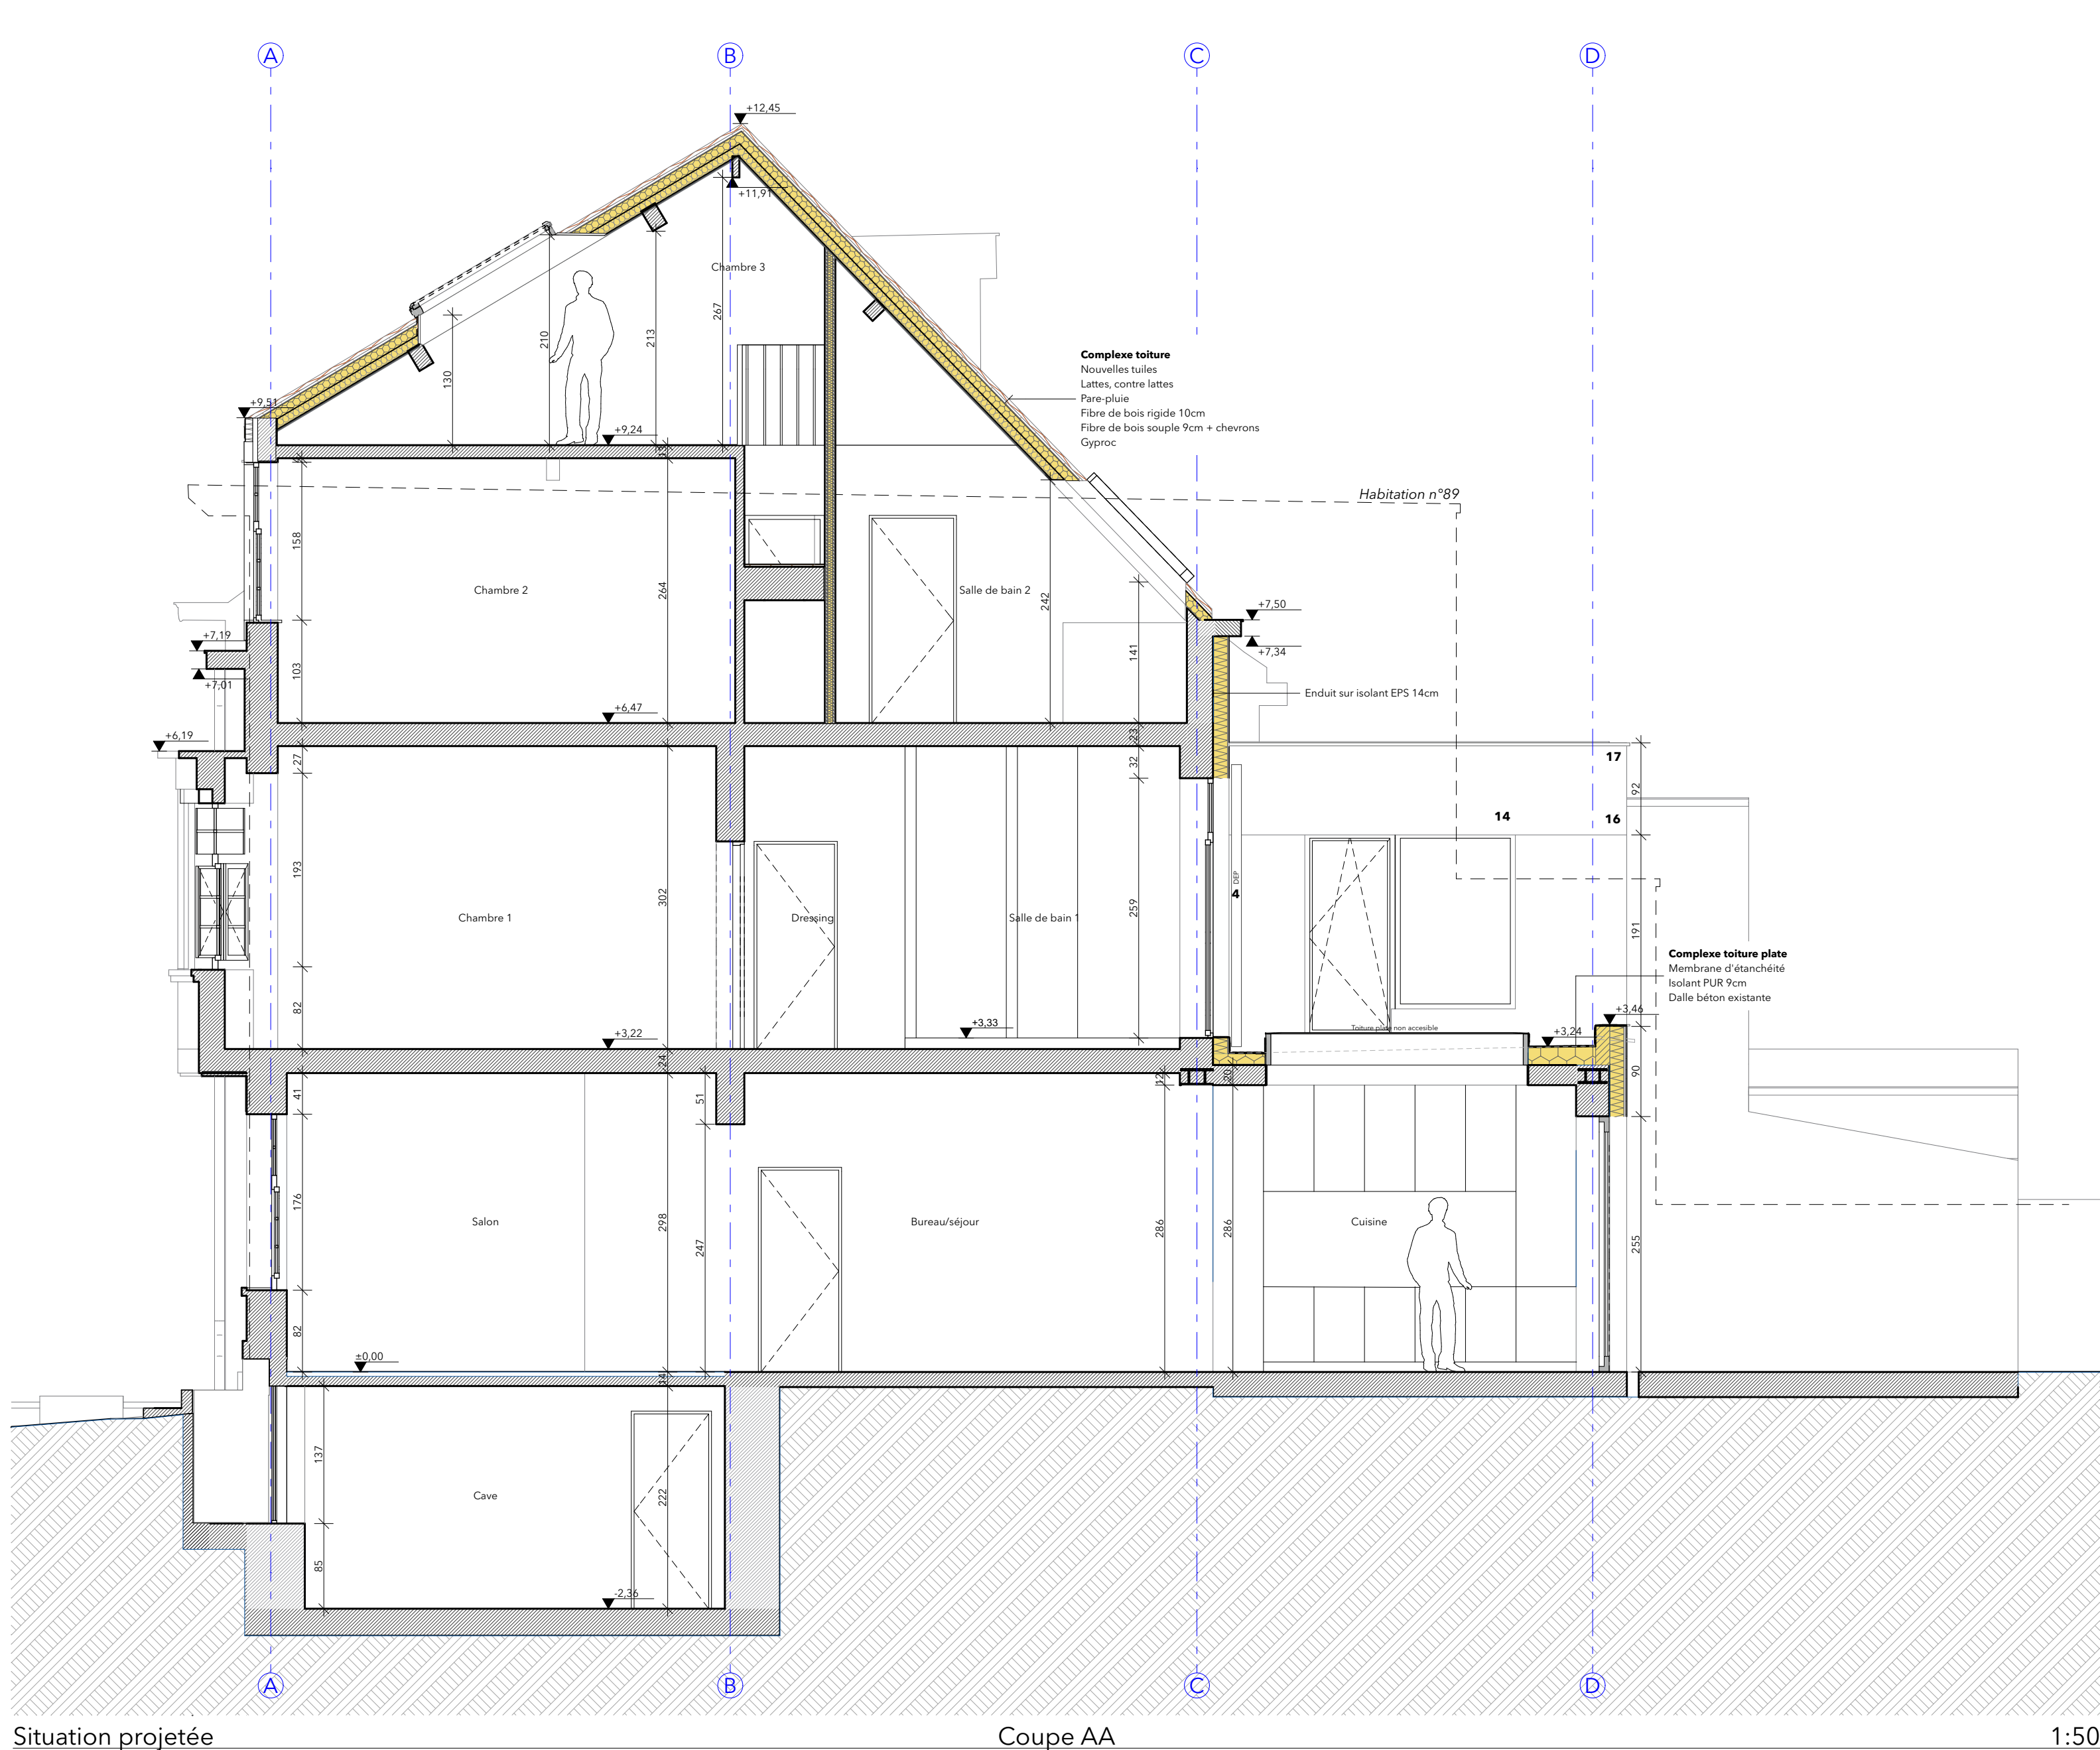 A
B
C
D
+12,45
+11,91
Chambre 3
267
210
213
130
Complexe toiture
Nouvelles tuiles
Lattes, contre lattes
Pare-pluie
Fibre de bois rigide 10cm
Fibre de bois souple 9cm + chevrons
Gyproc
+9,51
+9,24
Habitation n°89
158
264
Chambre 2
Salle de bain 2
242
141
+7,50
+7,34
+7,19
+7,01
103
Enduit sur isolant EPS 14cm
+6,47
+6,19
27
23
32
17
92
14
16
193
302
259
DEP
4
Chambre 1
Dressing
Salle de bain 1
191
Complexe toiture plate
Membrane d'étanchéité
Isolant PUR 9cm
Dalle béton existante
82
+3,46
+3,33
+3,22
+3,24
Toiture plate non accesible
24
12
20
90
41
51
176
298
247
286
286
255
Salon
Bureau/séjour
Cuisine
82
±0,00
14
137
222
Cave
85
-2,36
A
B
C
D
Situation projetée
Coupe AA
1:50